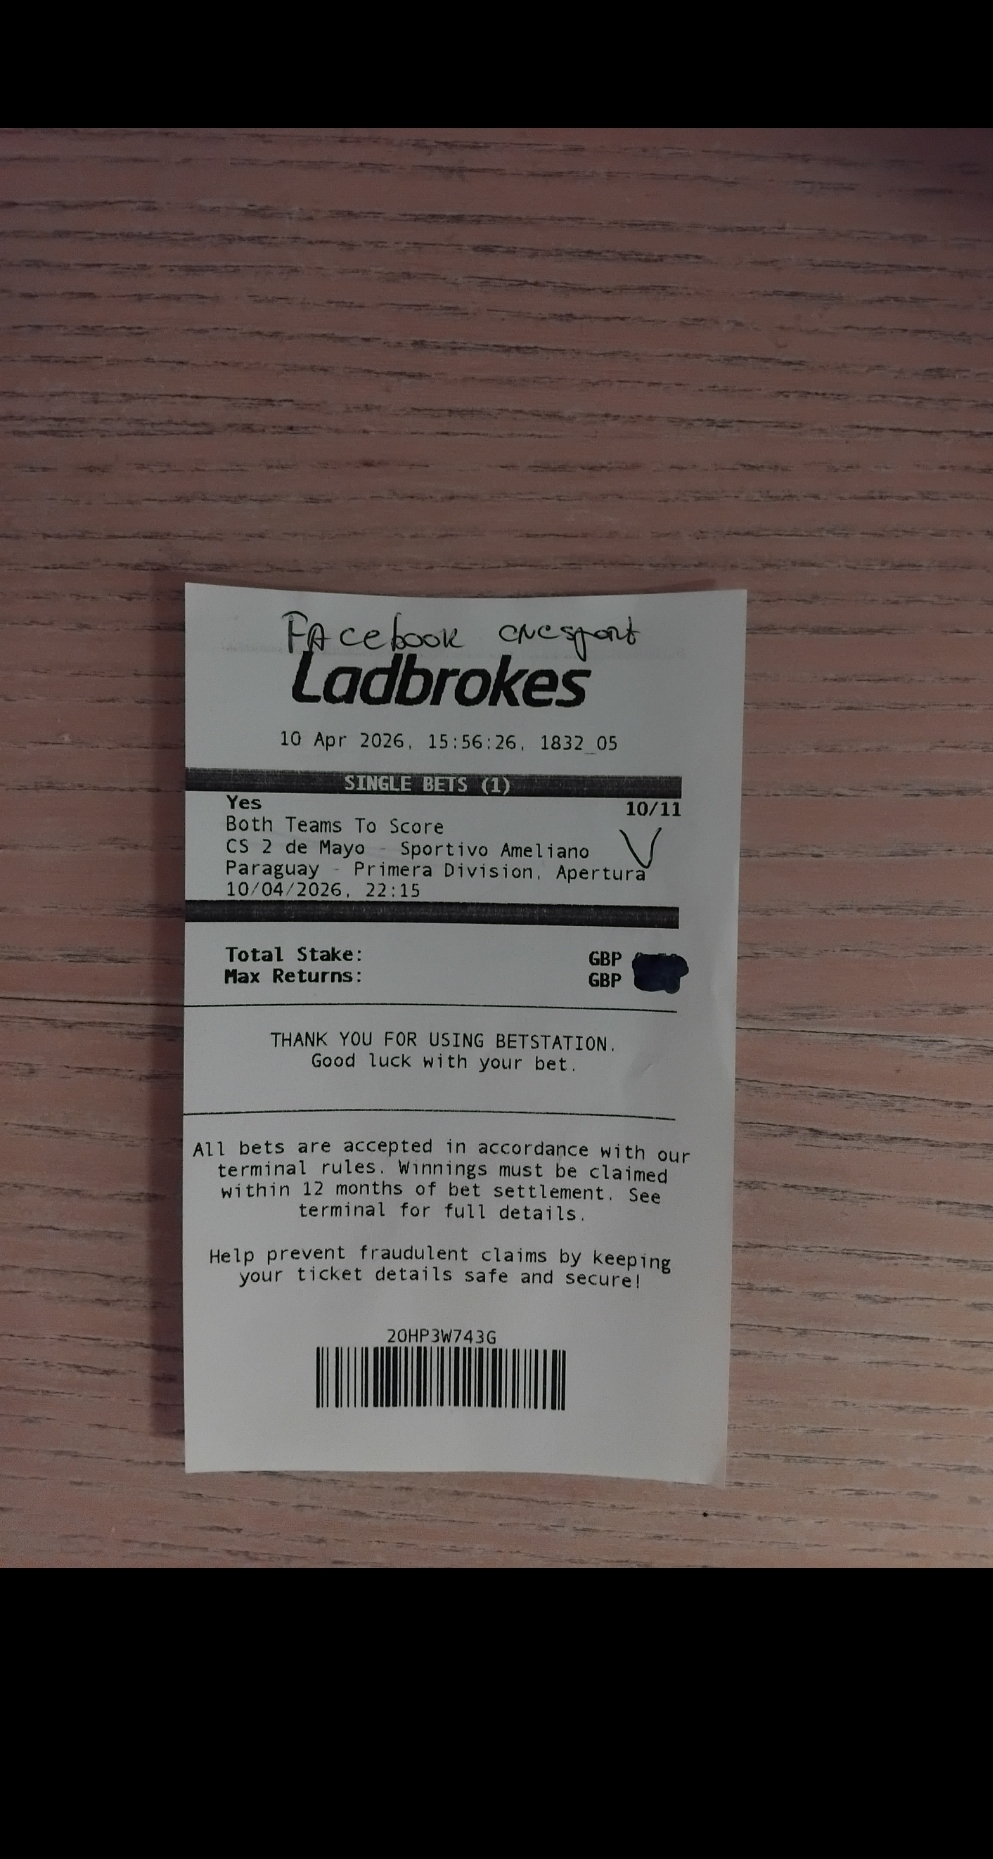 FAcebook cncsport
Ladbrokes
10 Apr 2026, 15:56:26, 1832_05
SINGLE BETS (1)
Yes 10/11
Both Teams To Score
CS 2 de Mayo - Sportivo Ameliano
Paraguay - Primera Division, Apertura
10/04/2026, 22:15
Total Stake: GBP
Max Returns: GBP
THANK YOU FOR USING BETSTATION.
Good luck with your bet.
All bets are accepted in accordance with our
terminal rules. Winnings must be claimed
within 12 months of bet settlement. See
terminal for full details.
Help prevent fraudulent claims by keeping
your ticket details safe and secure!
20HP3W743G